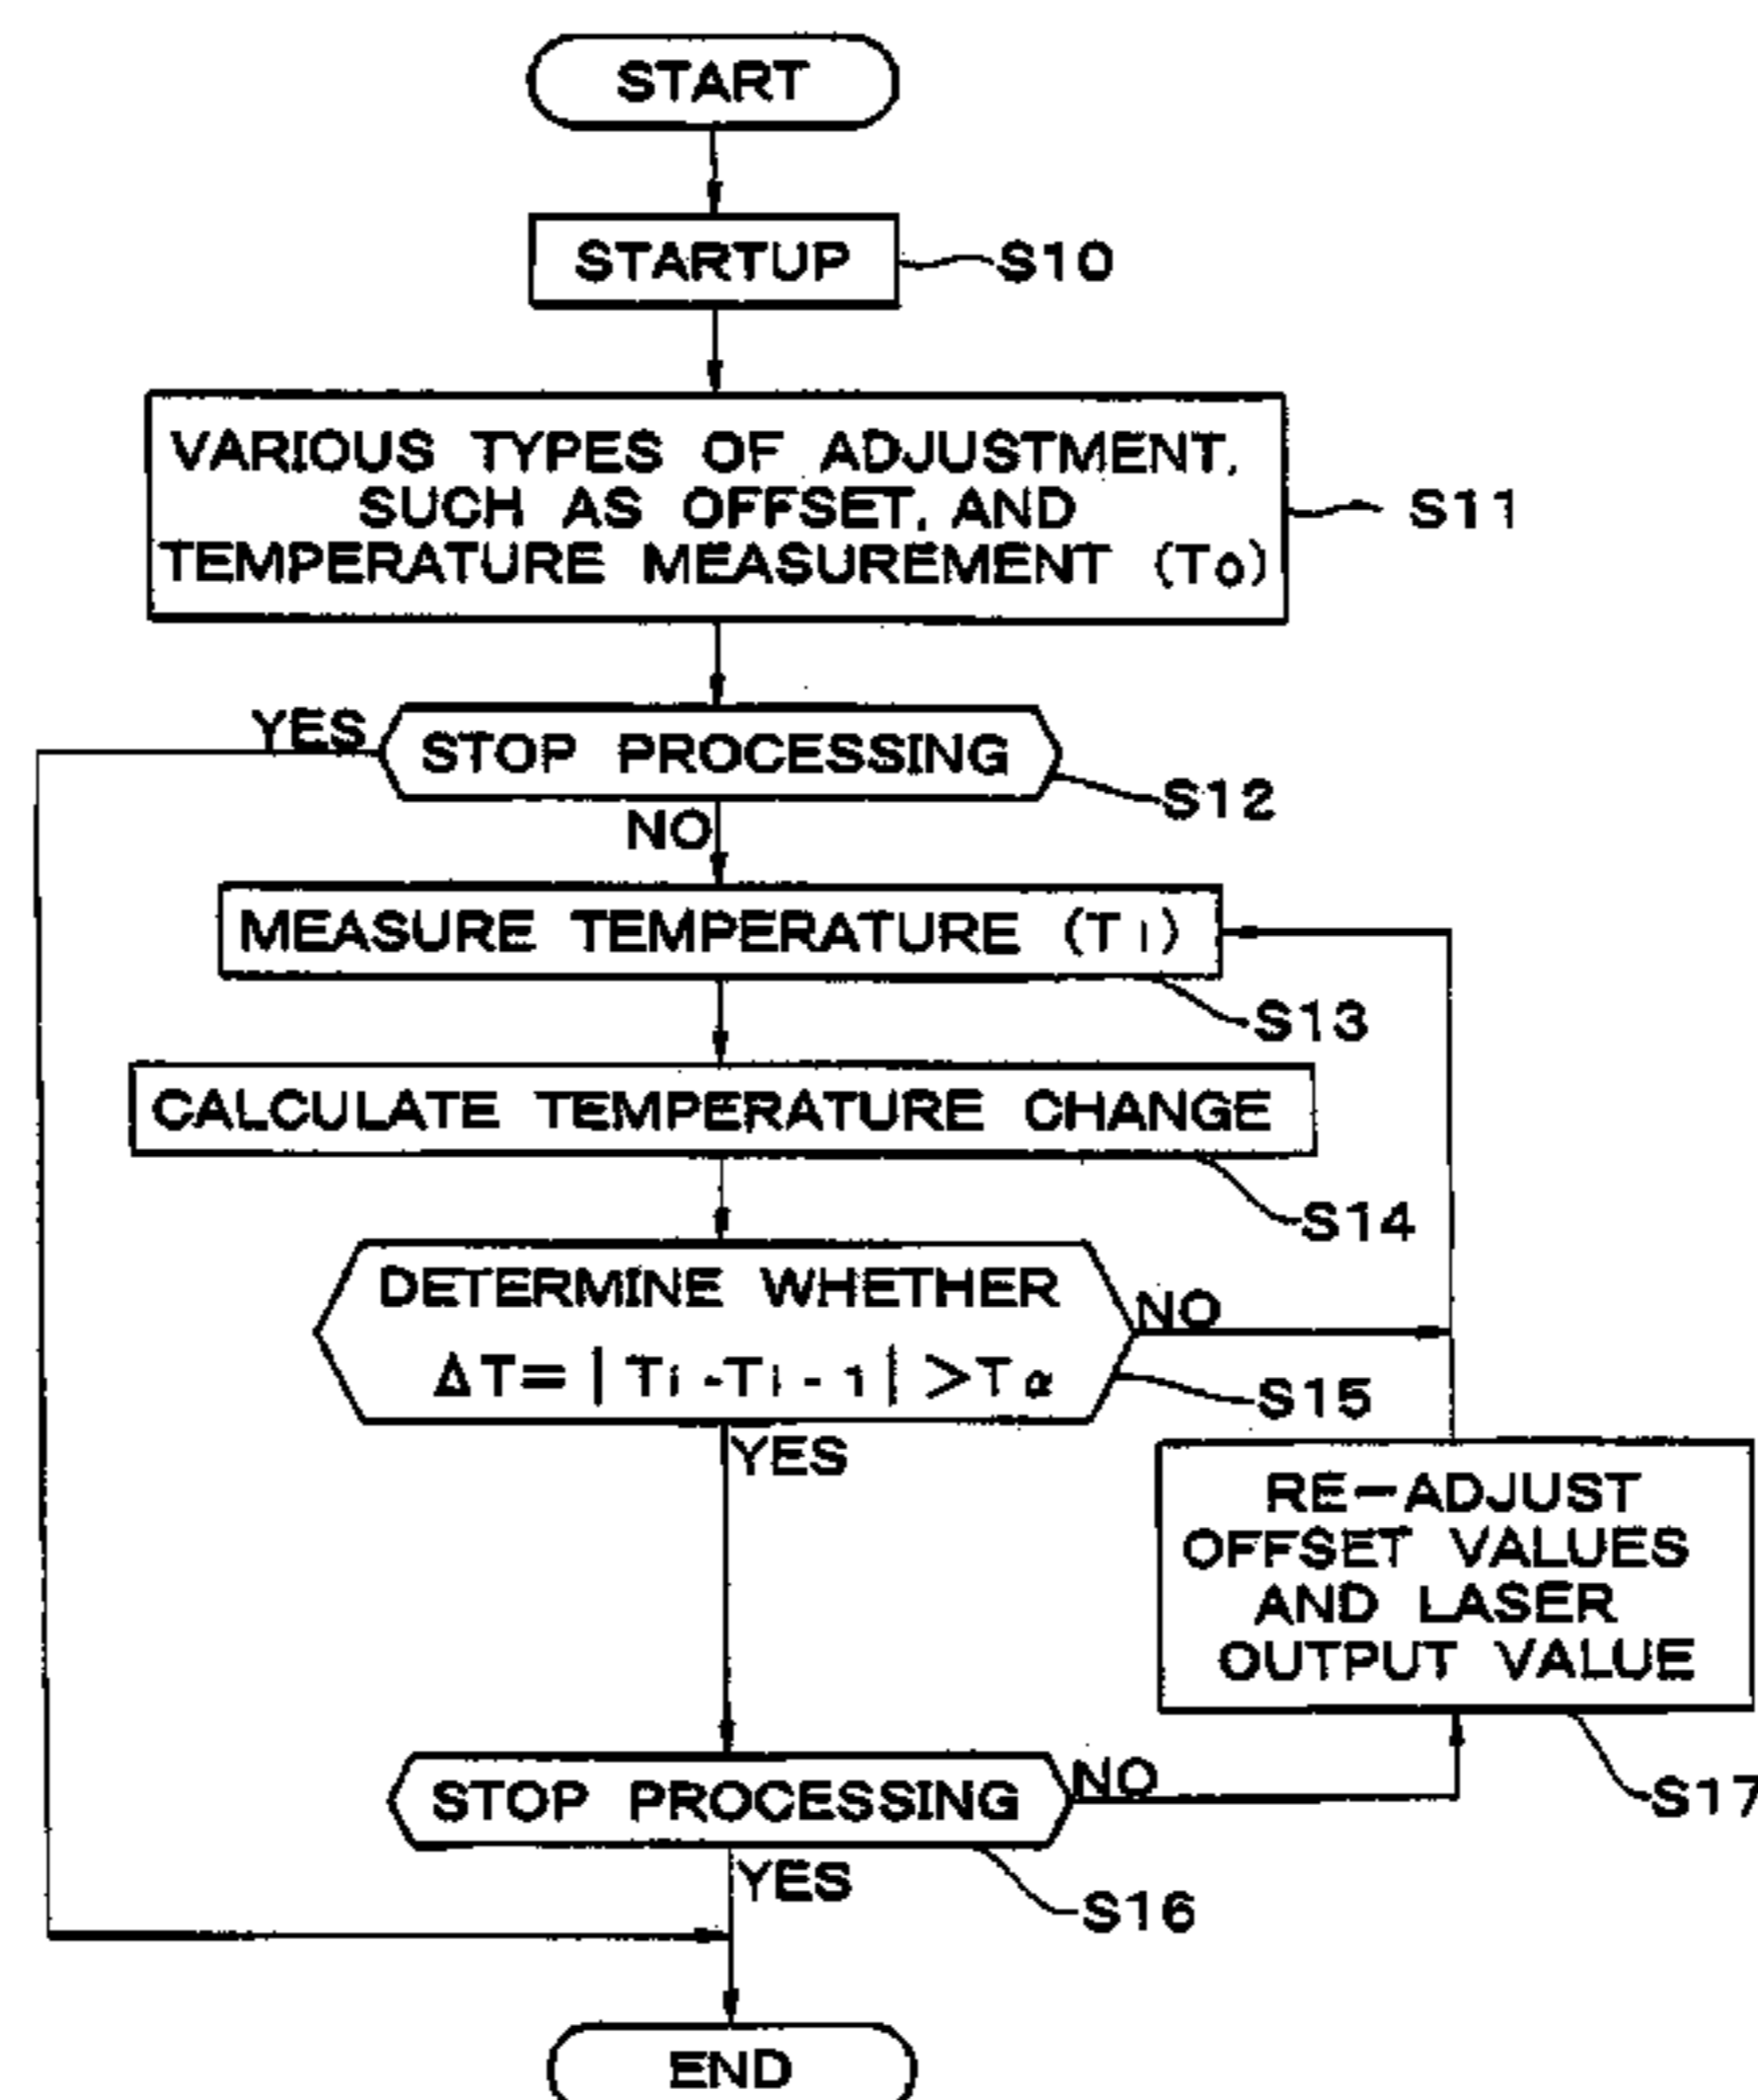 START
STARTUP
S10
VARIOUS TYPES OF ADJUSTMENT,
SUCH AS OFFSET, AND
TEMPERATURE MEASUREMENT (T0)
S11
YES
STOP PROCESSING
S12
NO
MEASURE TEMPERATURE (Ti)
S13
CALCULATE TEMPERATURE CHANGE
S14
DETERMINE WHETHER
ΔT=|Ti-Ti-1|>Tα
NO
S15
YES
RE-ADJUST
OFFSET VALUES
AND LASER
OUTPUT VALUE
S17
STOP PROCESSING
NO
S16
YES
END